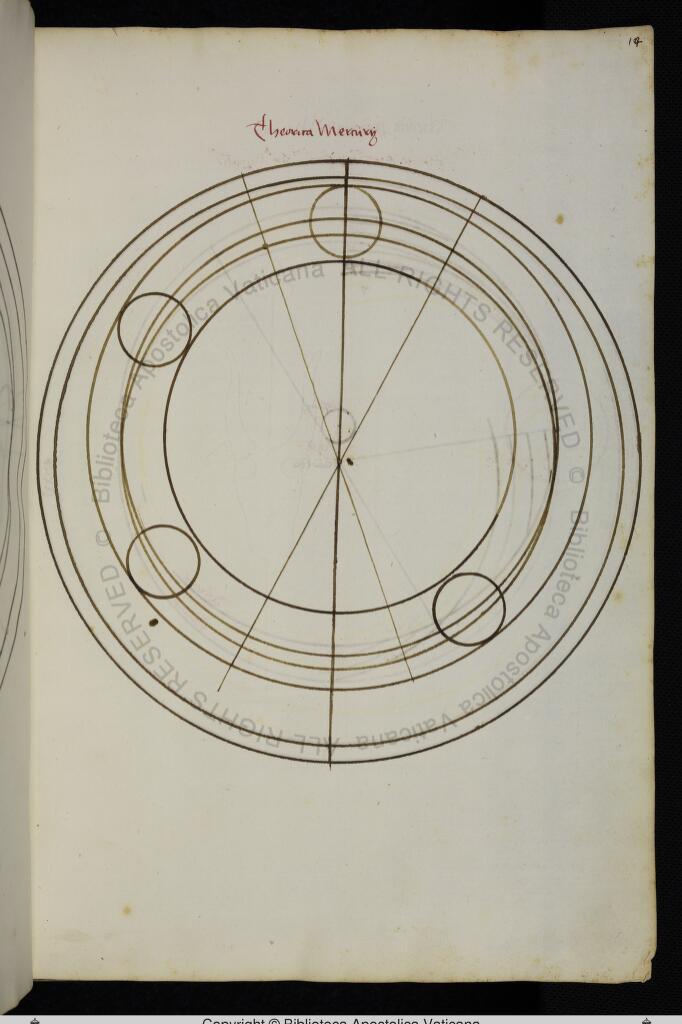 14
Theorica Mercurij
Biblioteca Apostolica Vaticana ALL RIGHTS RESERVED ©
Biblioteca Apostolica Vaticana ALL RIGHTS RESERVED ©
Copyright © Biblioteca Apostolica Vaticana